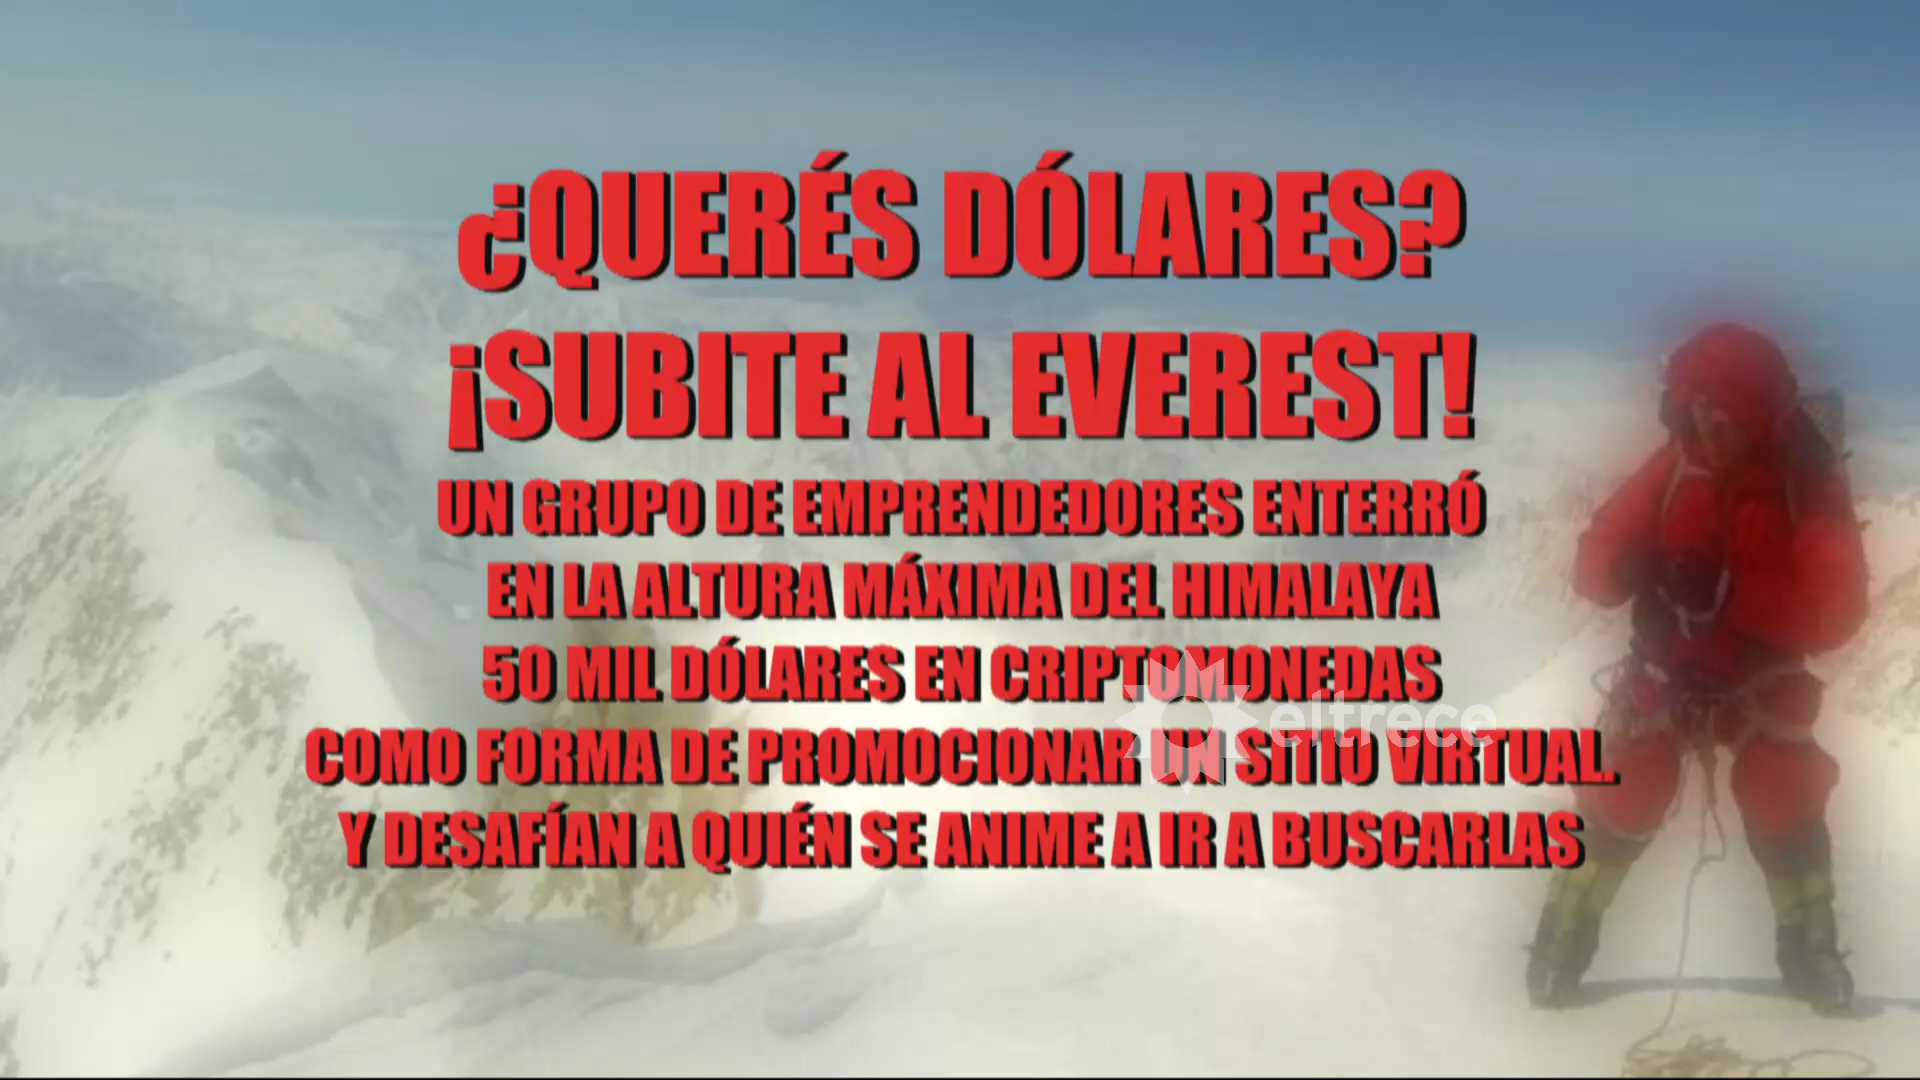 ¿QUERÉS DÓLARES?
¡SUBITE AL EVEREST!
UN GRUPO DE EMPRENDEDORES ENTERRÓ
EN LA ALTURA MÁXIMA DEL HIMALAYA
50 MIL DÓLARES EN CRIPTOMONEDAS
eltrece
COMO FORMA DE PROMOCIONAR UN SITIO VIRTUAL.
Y DESAFÍAN A QUIÉN SE ANIME A IR A BUSCARLAS